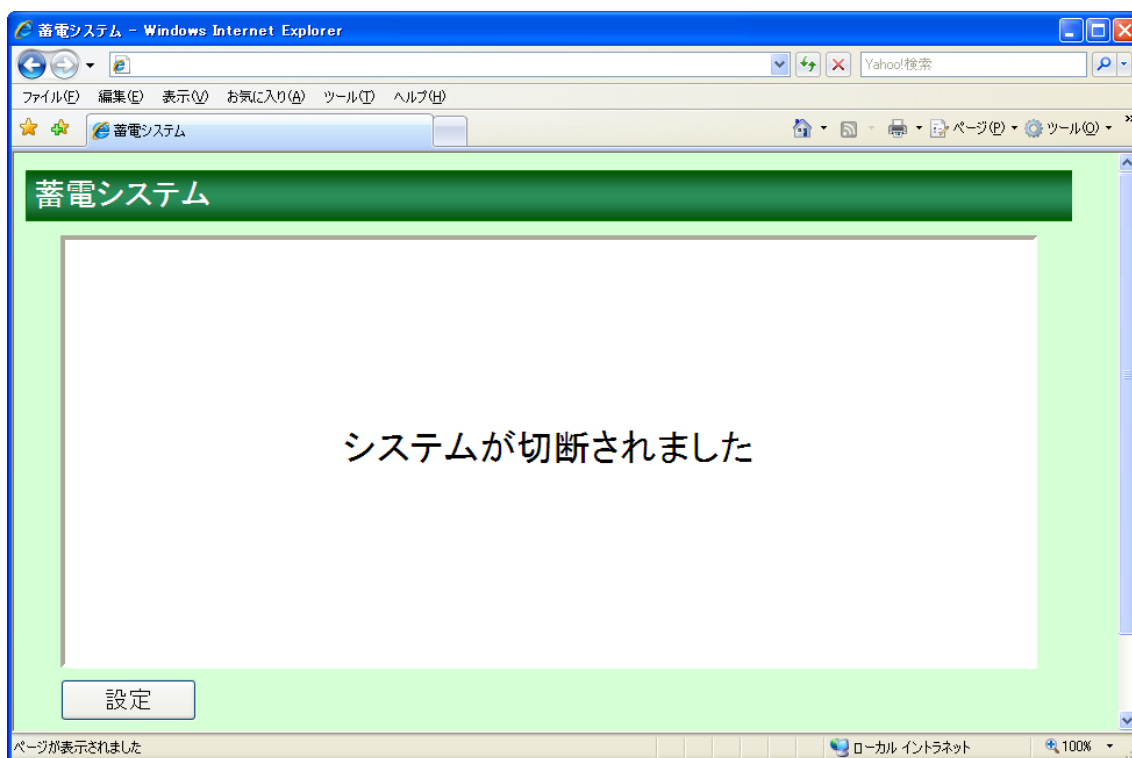 蓄電システム - Windows Internet Explorer
Yahoo!検索
ファイル(F) 編集(E) 表示(V) お気に入り(A) ツール(T) ヘルプ(H)
蓄電システム ページ(P) ツール(O)
蓄電システム
システムが切断されました
設定
ページが表示されました ローカル イントラネット 100%